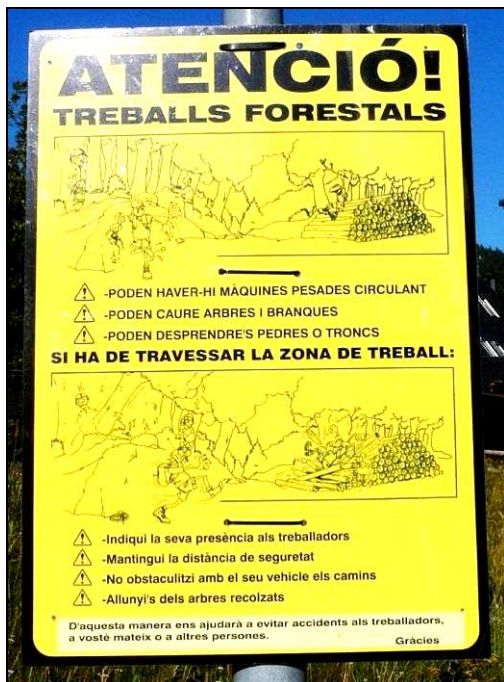 ATENCIÓ!
TREBALLS FORESTALS
-PODEN HAVER-HI MÀQUINES PESADES CIRCULANT
-PODEN CAURE ARBRES I BRANQUES
-PODEN DESPRENDRE'S PEDRES O TRONCS
SI HA DE TRAVESSAR LA ZONA DE TREBALL:
-Indiqui la seva presència als treballadors
-Mantingui la distància de seguretat
-No obstaculitzi amb el seu vehicle els camins
-Allunyi's dels arbres recolzats
D'aquesta manera ens ajudarà a evitar accidents als treballadors,
a vostè mateix o a altres persones.
Gràcies